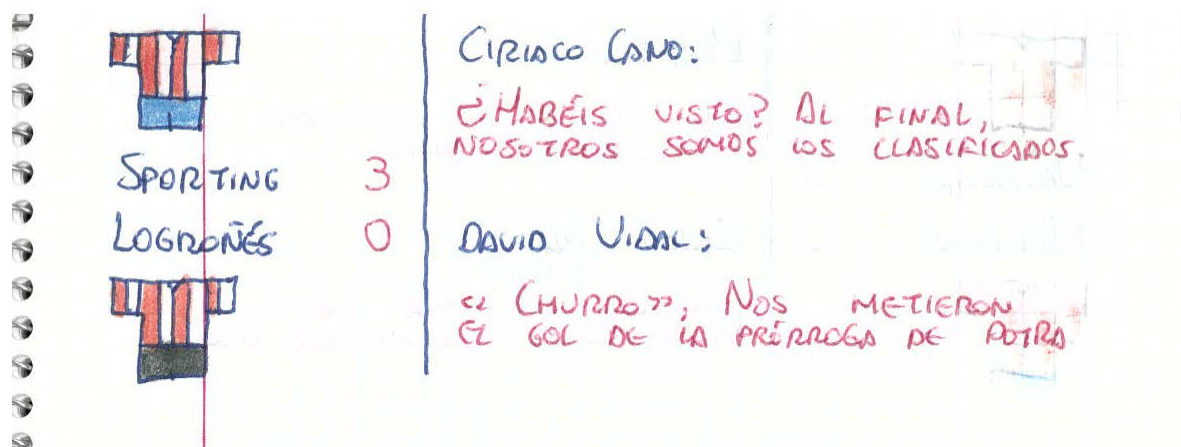 CIRIACO CANO:
¿HABÉIS VISTO? AL FINAL,
NOSOTROS SOMOS LOS CLASIFICADOS.
SPORTING 3
LOGROÑÉS 0
DAVID VIDAL:
«CHURRO», NOS METIERON
EL GOL DE LA PRÉRROGA DE POTRA